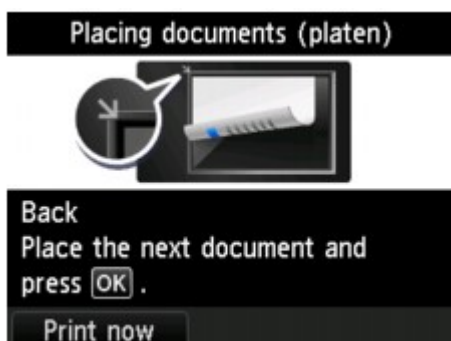 Placing documents (platen)
Back
Place the next document and
press OK .
Print now